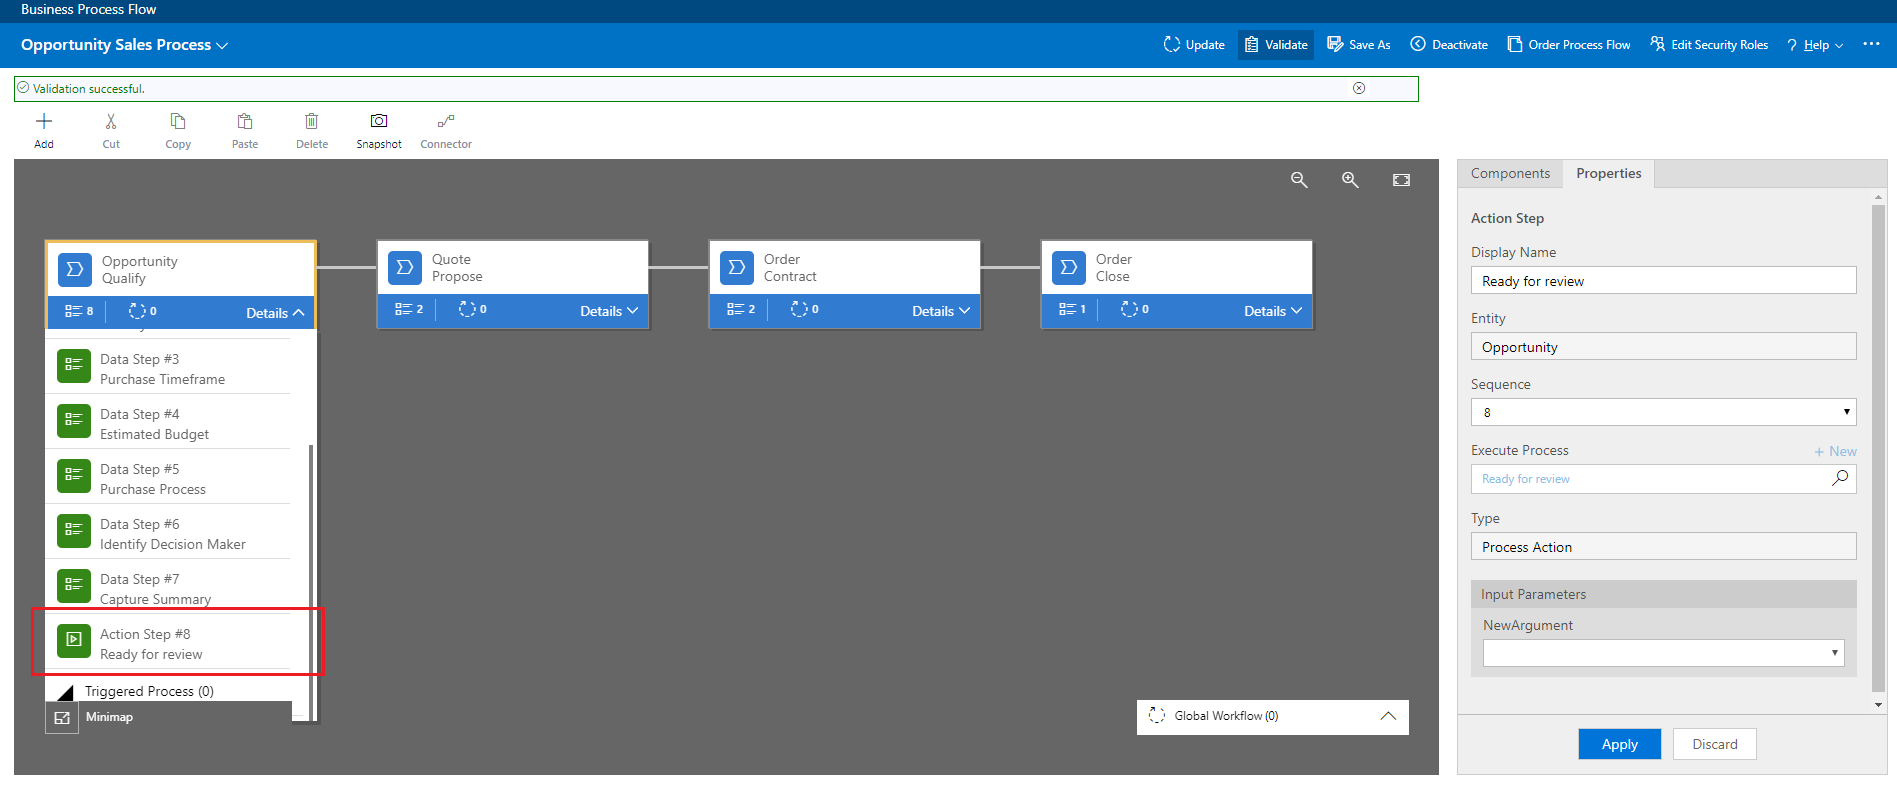 Business Process Flow
Opportunity Sales Process
Update
Validate
Save As
Deactivate
Order Process Flow
Edit Security Roles
? Help
...
Validation successful.
Add
Cut
Copy
Paste
Delete
Snapshot
Connector
Opportunity
Qualify
8
0
Details
Quote
Propose
2
0
Details
Order
Contract
2
0
Details
Order
Close
1
0
Details
Data Step #3
Purchase Timeframe
Data Step #4
Estimated Budget
Data Step #5
Purchase Process
Data Step #6
Identify Decision Maker
Data Step #7
Capture Summary
Action Step #8
Ready for review
Triggered Process (0)
Minimap
Global Workflow (0)
Components
Properties
Action Step
Display Name
Ready for review
Entity
Opportunity
Sequence
8
Execute Process
+ New
Ready for review
Type
Process Action
Input Parameters
NewArgument
Apply
Discard